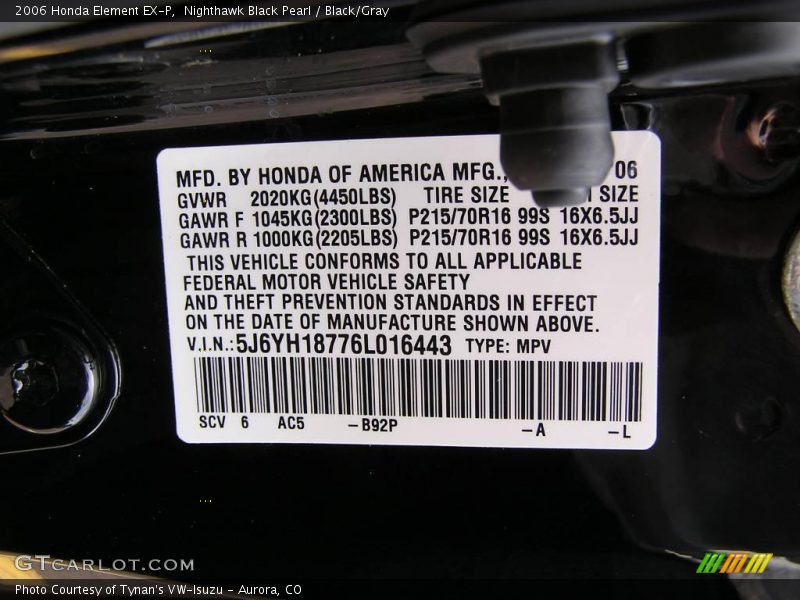 2006 Honda Element EX-P, Nighthawk Black Pearl / Black/Gray
MFD. BY HONDA OF AMERICA MFG., 06
GVWR 2020KG(4450LBS) TIRE SIZE SIZE
GAWR F 1045KG(2300LBS) P215/70R16 99S 16X6.5JJ
GAWR R 1000KG(2205LBS) P215/70R16 99S 16X6.5JJ
THIS VEHICLE CONFORMS TO ALL APPLICABLE
FEDERAL MOTOR VEHICLE SAFETY
AND THEFT PREVENTION STANDARDS IN EFFECT
ON THE DATE OF MANUFACTURE SHOWN ABOVE.
V.I.N.:5J6YH18776L016443 TYPE: MPV
SCV 6 AC5 -B92P -A -L
GTcarlot.com
Photo Courtesy of Tynan's VW-Isuzu - Aurora, CO